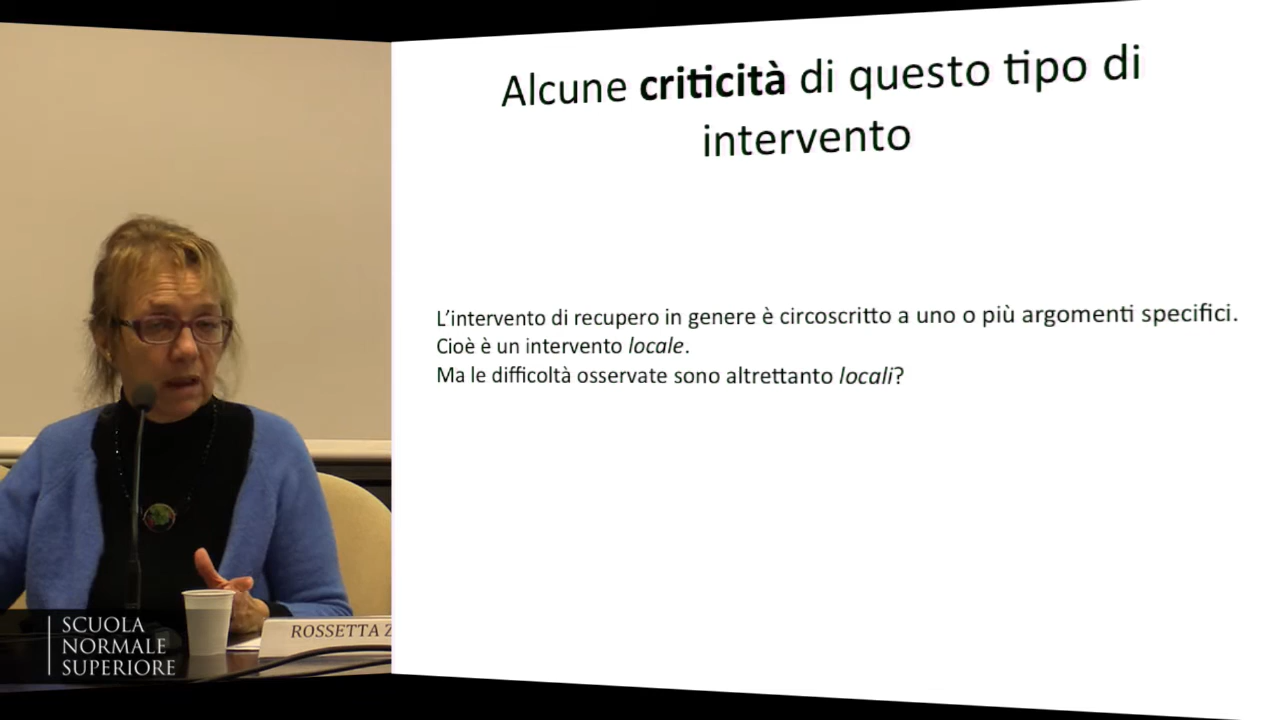 Alcune criticità di questo tipo di
intervento
L'intervento di recupero in genere è circoscritto a uno o più argomenti specifici.
Cioè è un intervento locale.
Ma le difficoltà osservate sono altrettanto locali?
ROSSETTA Z
SCUOLA
NORMALE
SUPERIORE